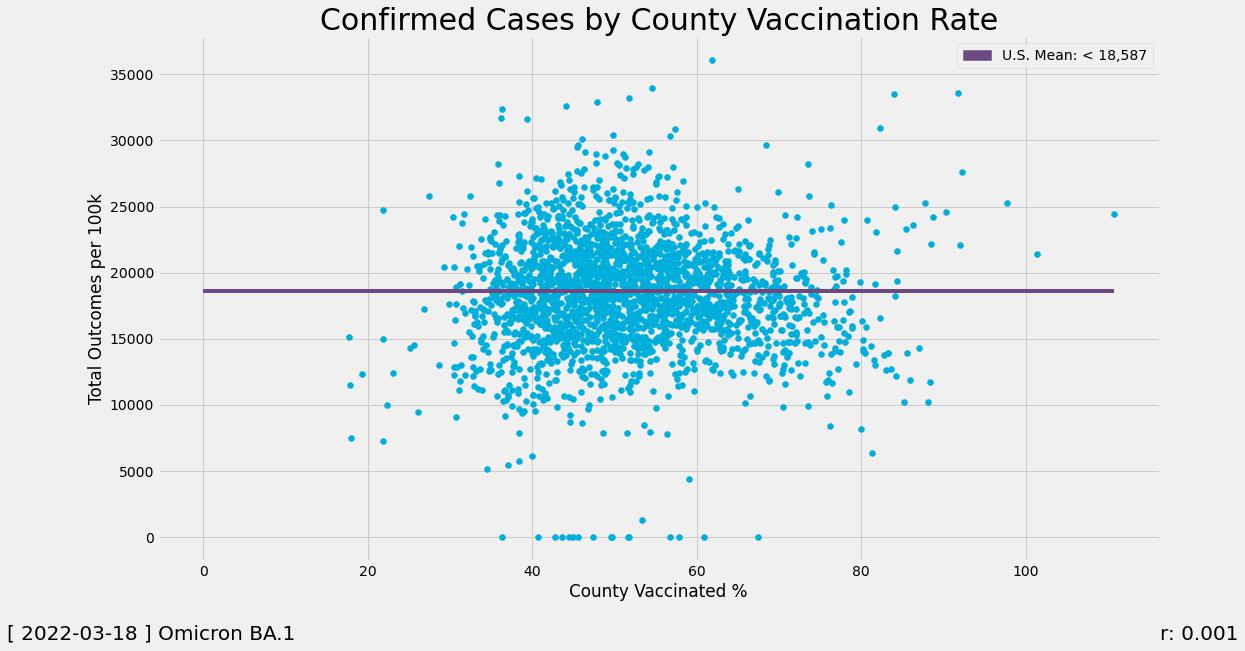 Confirmed Cases by County Vaccination Rate
U.S. Mean: < 18,587
Total Outcomes per 100k
35000
30000
25000
20000
15000
10000
5000
0
0 20 40 60 80 100
County Vaccinated %
[ 2022-03-18 ] Omicron BA.1
r: 0.001